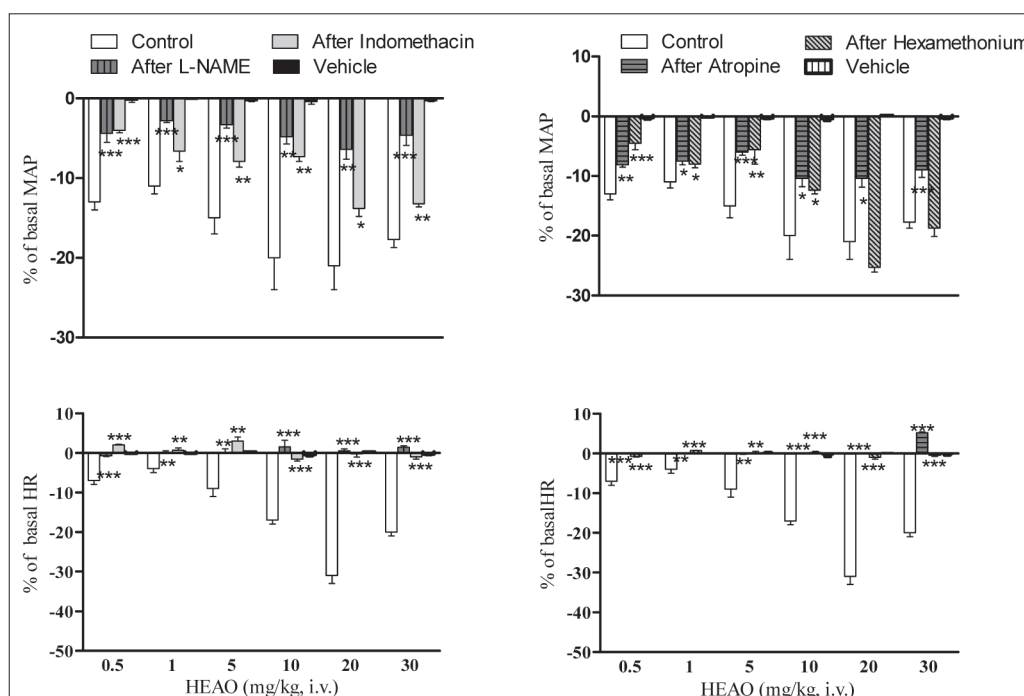 Control
After Indomethacin
After L-NAME
Vehicle
% of basal MAP
0
-10
-20
-30
*** *** *** * *** ** ** ** ** * *** **
Control
After Hexamethonium
After Atropine
Vehicle
% of basal MAP
0
-10
-20
-30
** *** * * *** ** * * * ***
% of basal HR
10
0
-10
-20
-30
-40
-50
*** ** ** *** *** ***
*** ** ** *** *** ***
0.5 1 5 10 20 30
HEAO (mg/kg, i.v.)
% of basalHR
10
0
-10
-20
-30
-40
-50
*** ** *** *** *** ***
*** *** ** ** *** ***
0.5 1 5 10 20 30
HEAO (mg/kg, i.v.)